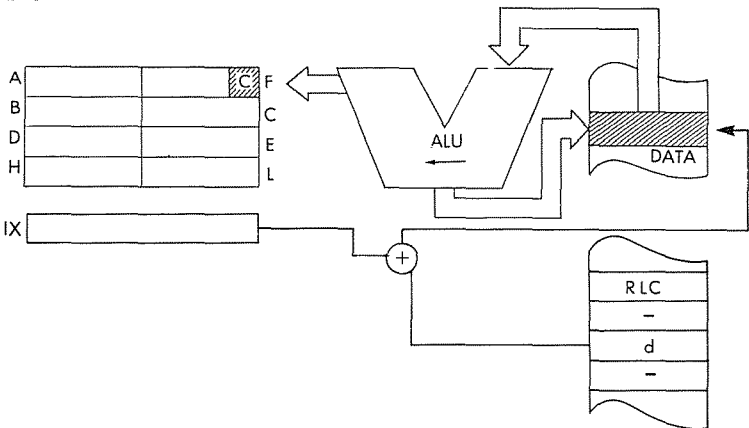 A C F
B C
D E
H L
ALU
DATA
IX
+
RLC
–
d
–